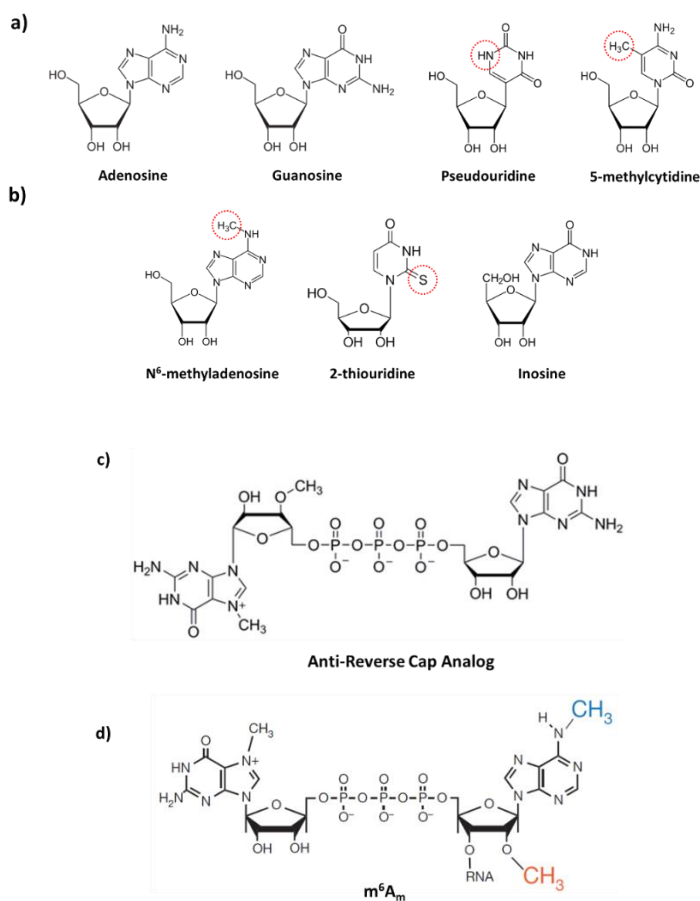 a)
NH₂
N
N
N
N
HO
O
OH OH
Adenosine
O
N
NH
N
N
NH₂
HO
O
OH OH
Guanosine
O
HN
NH
O
HO
O
OH OH
Pseudouridine
NH₂
H₃C
N
N
O
HO
O
OH OH
5-methylcytidine
b)
H₃C
NH
N
N
N
N
HO
O
OH OH
N⁶-methyladenosine
O
NH
N
S
HO
O
OH OH
2-thiouridine
O
N
NH
N
N
CH₂OH
O
OH OH
Inosine
c)
OH
O
CH₃
O
O O O
O P O P O P O
O⁻ O⁻ O⁻
H₂N
N
N
HN
N⁺
O
CH₃
O
N
NH
N
N
NH₂
O
OH OH
Anti-Reverse Cap Analog
d)
CH₃
O
N⁺
HN
H₂N
N
N
O
OH OH
O O O
O P O P O P O
O⁻ O⁻ O⁻
H
N
CH₃
N
N
N
N
O
O O
RNA
CH₃
m⁶Aₘ